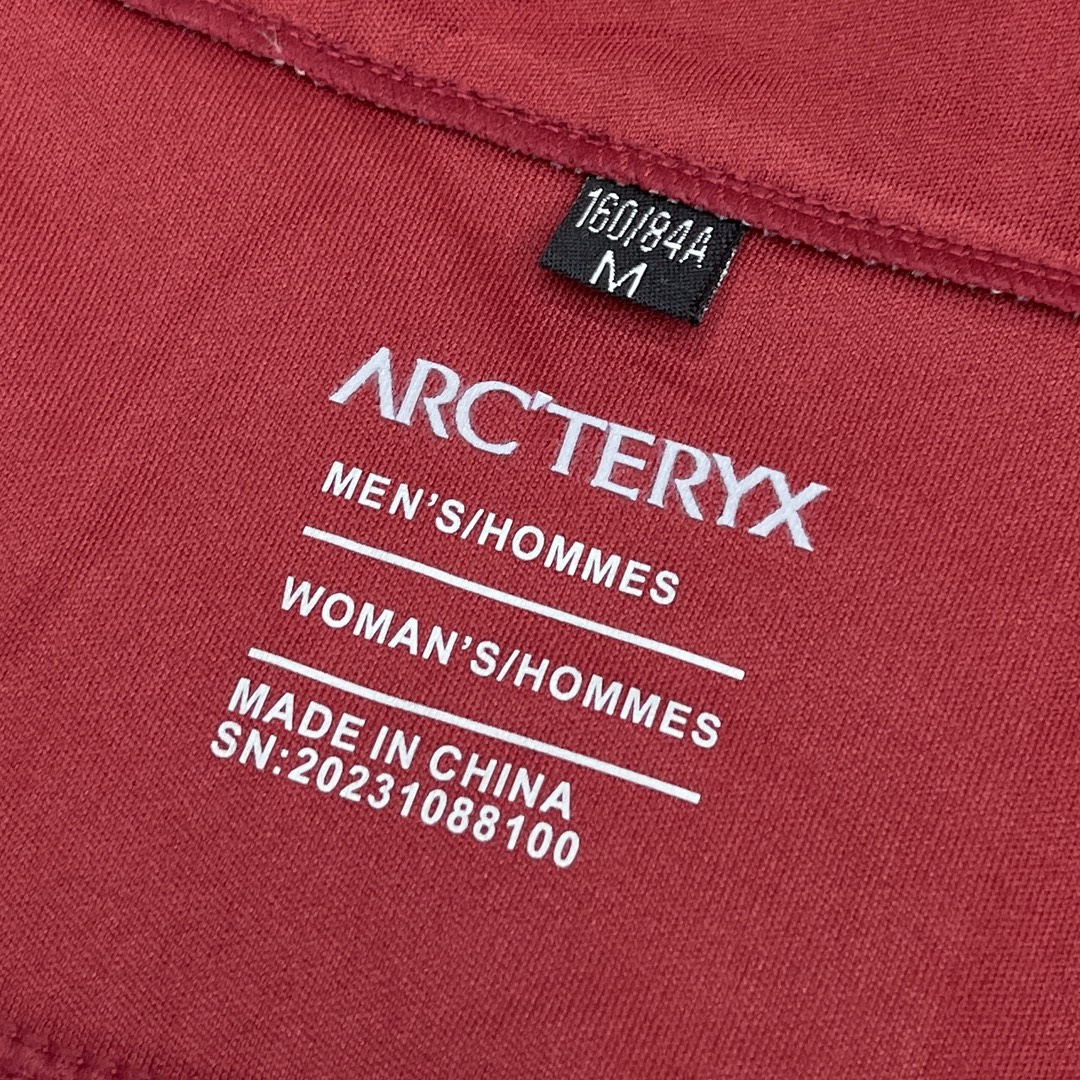 160/84A
M
ARC'TERYX
MEN'S/HOMMES
WOMAN'S/HOMMES
MADE IN CHINA
SN:20231088100